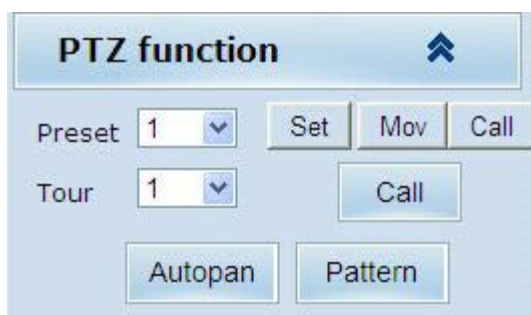 PTZ function
Preset 1 Set Mov Call
Tour 1 Call
Autopan Pattern